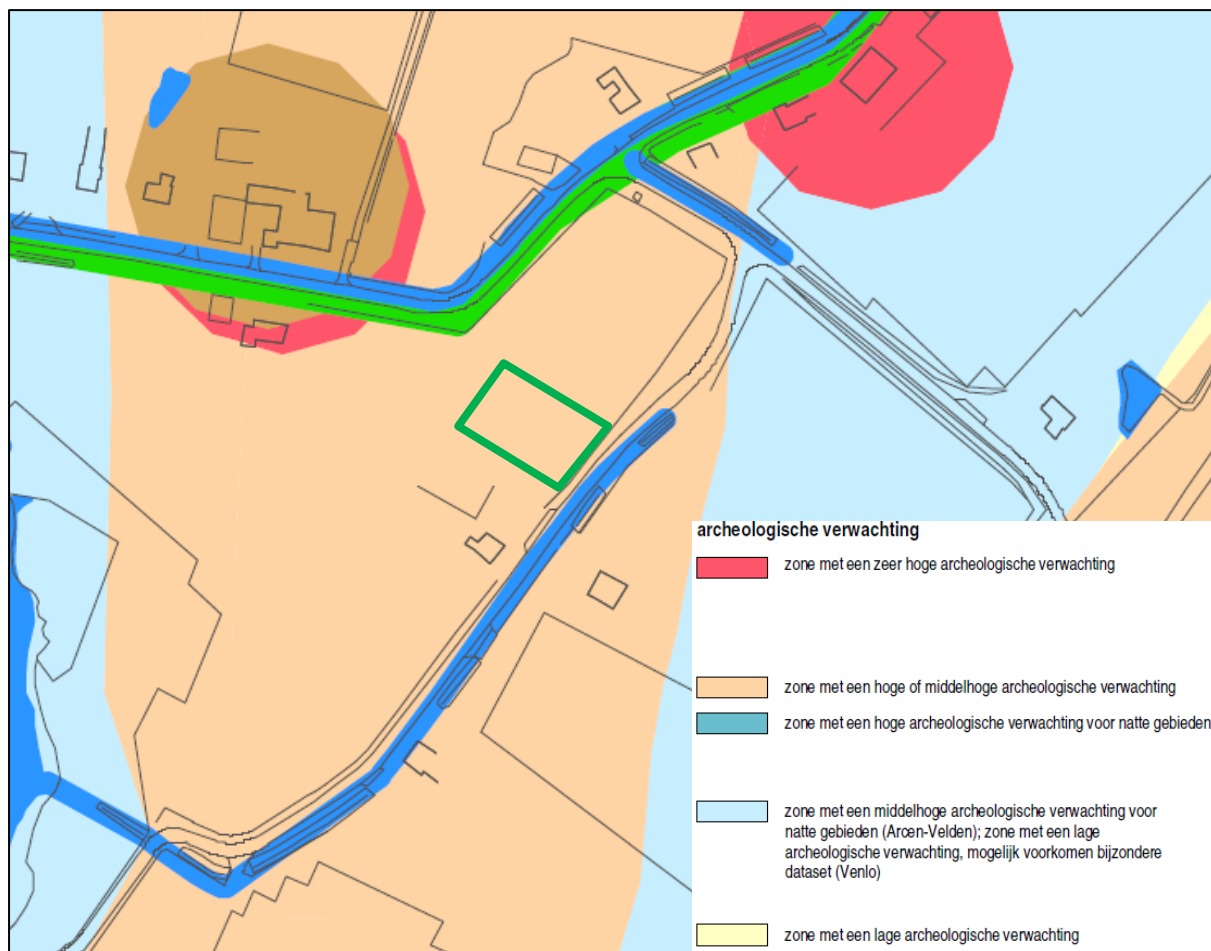 archeologische verwachting
zone met een zeer hoge archeologische verwachting
zone met een hoge of middelhoge archeologische verwachting
zone met een hoge archeologische verwachting voor natte gebieden
zone met een middelhoge archeologische verwachting voor
natte gebieden (Arcen-Velden); zone met een lage
archeologische verwachting, mogelijk voorkomen bijzondere
dataset (Venlo)
zone met een lage archeologische verwachting